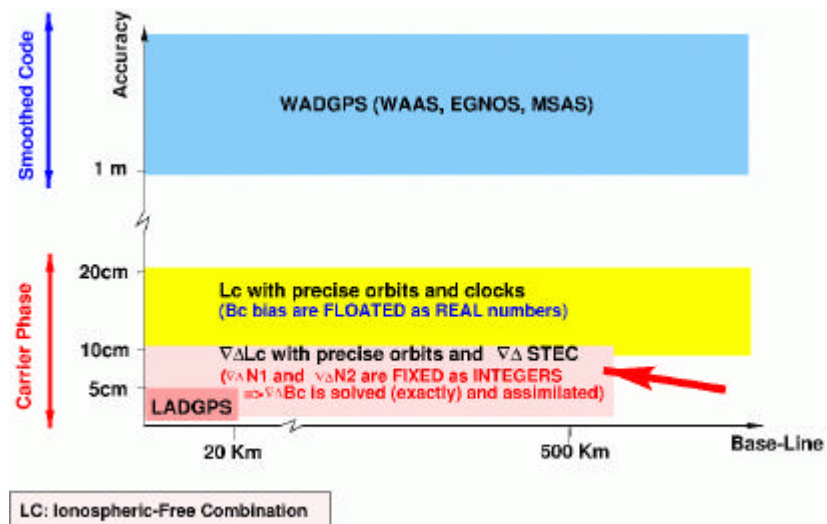 Smoothed Code
Accuracy
WADGPS (WAAS, EGNOS, MSAS)
1 m
Carrier Phase
20cm
Lc with precise orbits and clocks
(Bc bias are FLOATED as REAL numbers)
10cm
∇ΔLc with precise orbits and ∇Δ STEC
(∇ΔN1 and ∇ΔN2 are FIXED as INTEGERS
5cm
=>∇ΔBc is solved (exactly) and assimilated)
LADGPS
20 Km
500 Km
Base-Line
LC: Ionospheric-Free Combination